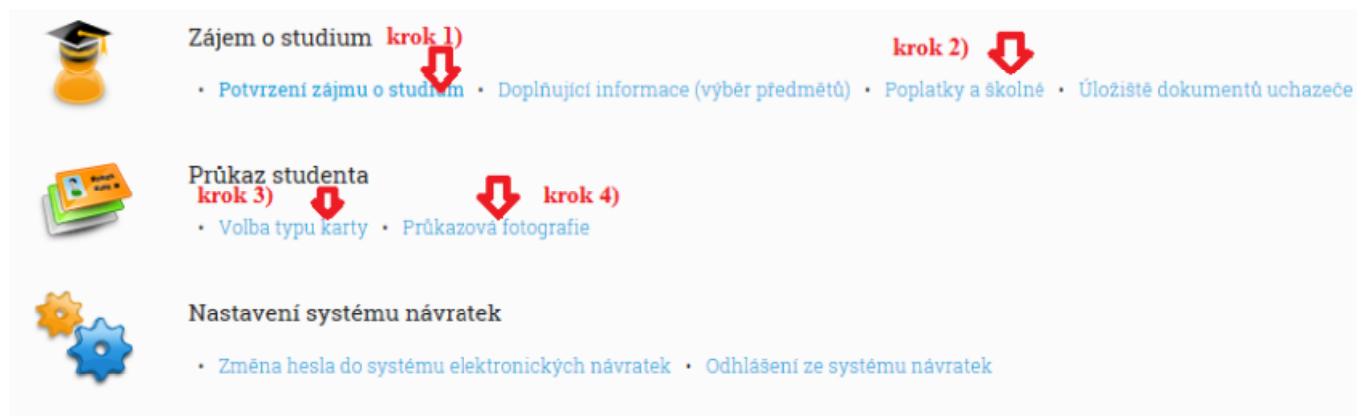 Zájem o studium krok 1)
krok 2)
• Potvrzení zájmu o studium • Doplňující informace (výběr předmětů) • Poplatky a školné • Úložiště dokumentů uchazeče
Průkaz studenta
krok 3) krok 4)
• Volba typu karty • Průkazová fotografie
Nastavení systému návratek
• Změna hesla do systému elektronických návratek • Odhlášení ze systému návratek